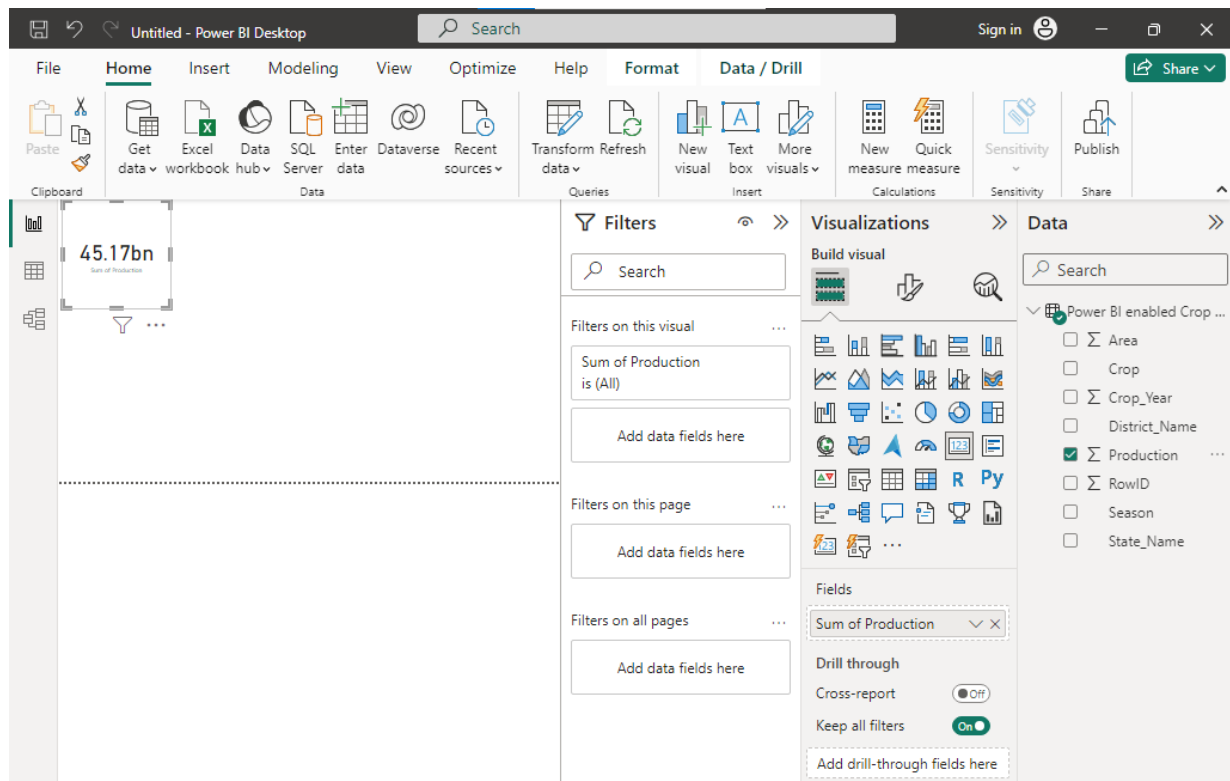 Untitled - Power BI Desktop
Search
Sign in
File Home Insert Modeling View Optimize Help Format Data / Drill
Share
Paste
Get data
Excel workbook
Data hub
SQL Server
Enter data
Dataverse
Recent sources
Transform data
Refresh
New visual
Text box
More visuals
New measure
Quick measure
Sensitivity
Publish
Clipboard
Data
Queries
Insert
Calculations
Sensitivity
Share
45.17bn
Sum of Production
Filters
Search
Filters on this visual
...
Sum of Production
is (All)
Add data fields here
Filters on this page
...
Add data fields here
Filters on all pages
...
Add data fields here
Visualizations
Build visual
123
R
Py
123
...
Fields
Sum of Production
Drill through
Cross-report
Off
Keep all filters
On
Add drill-through fields here
Data
Search
Power BI enabled Crop ...
Σ Area
Crop
Σ Crop_Year
District_Name
Σ Production
...
Σ RowID
Season
State_Name